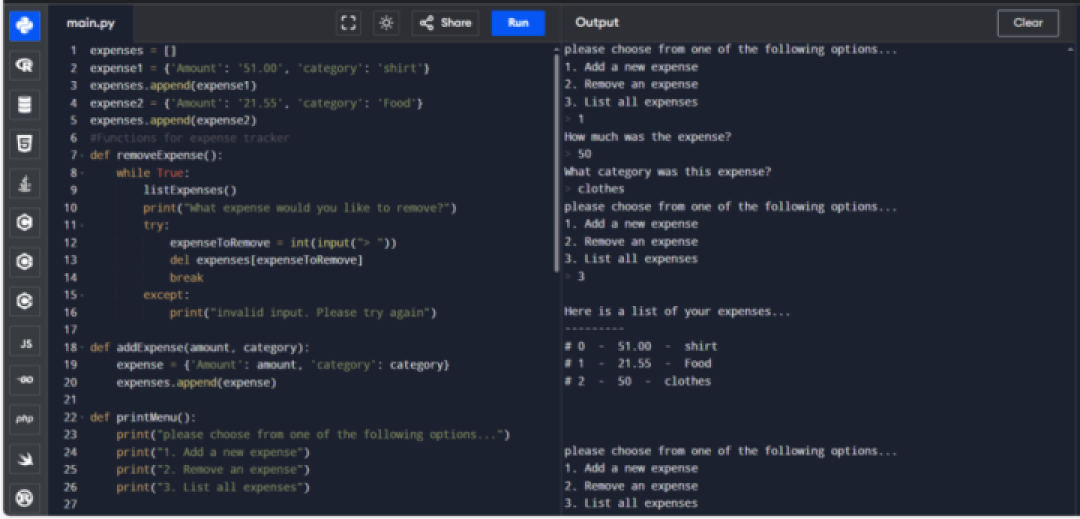 main.py
Share
Run
1 expenses = []
2 expense1 = {'Amount': '51.00', 'category': 'shirt'}
3 expenses.append(expense1)
4 expense2 = {'Amount': '21.55', 'category': 'Food'}
5 expenses.append(expense2)
6 #Functions for expense tracker
7 def removeExpense():
8 while True:
9 listExpenses()
10 print("What expense would you like to remove?")
11 try:
12 expenseToRemove = int(input("> "))
13 del expenses[expenseToRemove]
14 break
15 except:
16 print("invalid input. Please try again")
17
18 def addExpense(amount, category):
19 expense = {'Amount': amount, 'category': category}
20 expenses.append(expense)
21
22 def printMenu():
23 print("please choose from one of the following options...")
24 print("1. Add a new expense")
25 print("2. Remove an expense")
26 print("3. List all expenses")
27
JS
GO
php
Output
Clear
please choose from one of the following options...
1. Add a new expense
2. Remove an expense
3. List all expenses
> 1
How much was the expense?
> 50
What category was this expense?
> clothes
please choose from one of the following options...
1. Add a new expense
2. Remove an expense
3. List all expenses
> 3
Here is a list of your expenses...
---------
# 0 - 51.00 - shirt
# 1 - 21.55 - Food
# 2 - 50 - clothes
please choose from one of the following options...
1. Add a new expense
2. Remove an expense
3. List all expenses